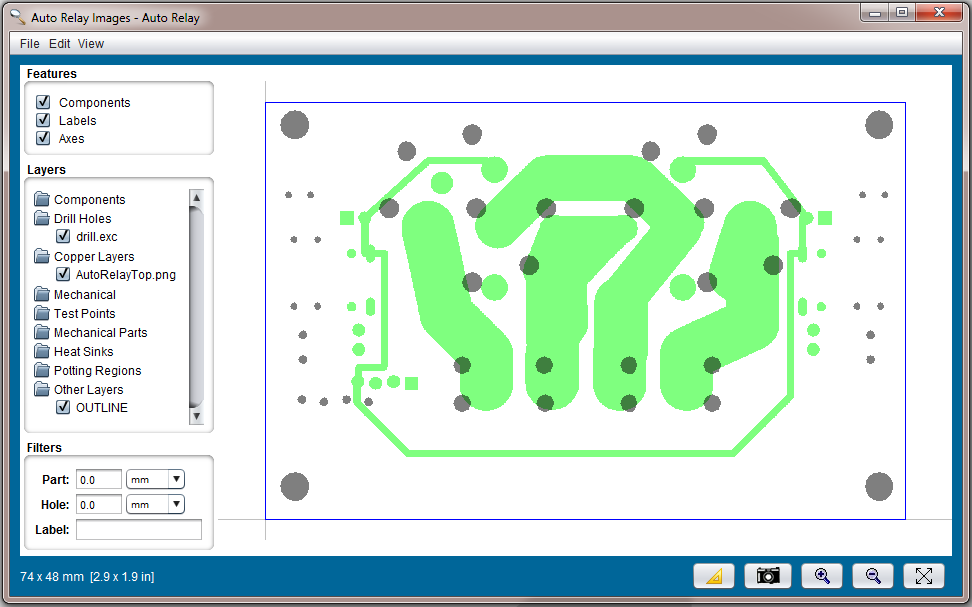 Auto Relay Images - Auto Relay
File Edit View
Features
Components
Labels
Axes
Layers
Components
Drill Holes
drill.exc
Copper Layers
AutoRelayTop.png
Mechanical
Test Points
Mechanical Parts
Heat Sinks
Potting Regions
Other Layers
OUTLINE
Filters
Part: 0.0 mm
Hole: 0.0 mm
Label:
74 x 48 mm [2.9 x 1.9 in]